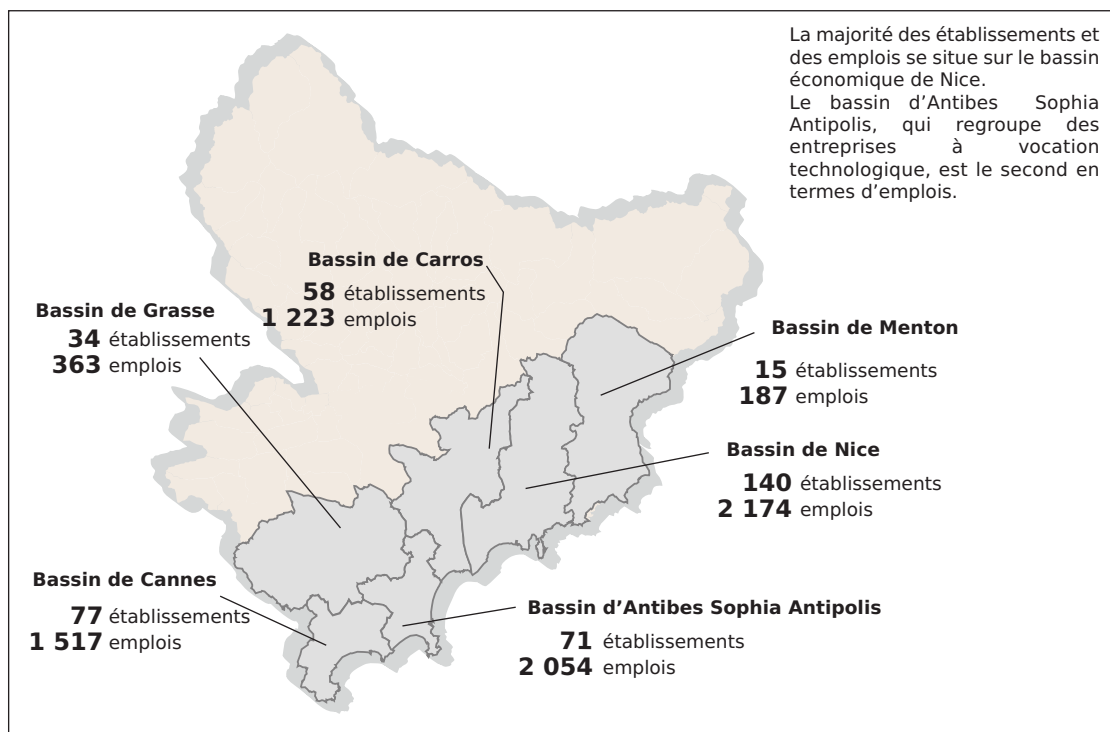 La majorité des établissements et
des emplois se situe sur le bassin
économique de Nice.
Le bassin d’Antibes Sophia
Antipolis, qui regroupe des
entreprises à vocation
technologique, est le second en
termes d’emplois.
Bassin de Carros
58 établissements
1 223 emplois
Bassin de Grasse
34 établissements
363 emplois
Bassin de Menton
15 établissements
187 emplois
Bassin de Nice
140 établissements
2 174 emplois
Bassin de Cannes
77 établissements
1 517 emplois
Bassin d’Antibes Sophia Antipolis
71 établissements
2 054 emplois